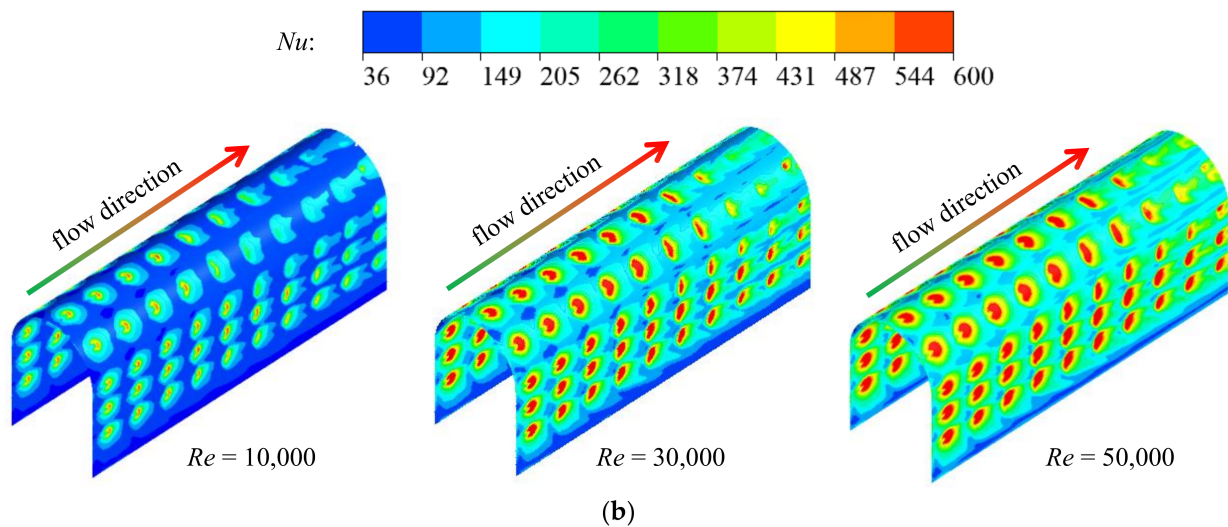 Nu:
36 92 149 205 262 318 374 431 487 544 600
flow direction
flow direction
flow direction
Re = 10,000
Re = 30,000
Re = 50,000
(b)